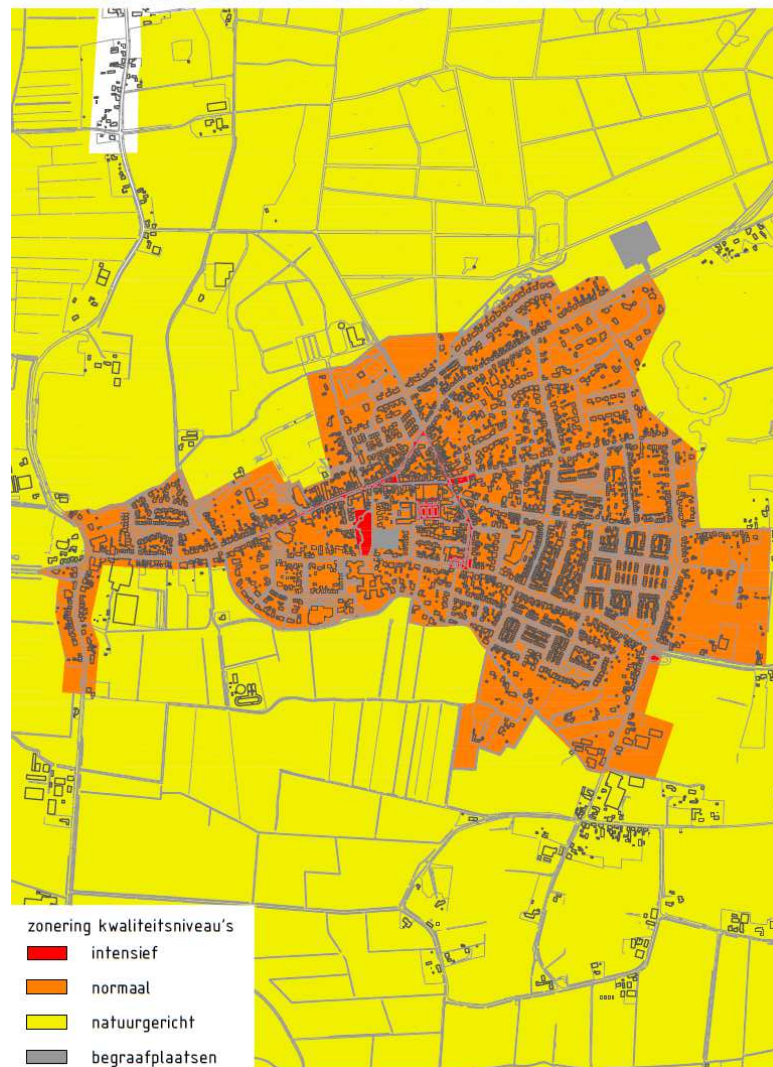 zonering kwaliteitsniveau's
intensief
normaal
natuurgericht
begraafplaatsen